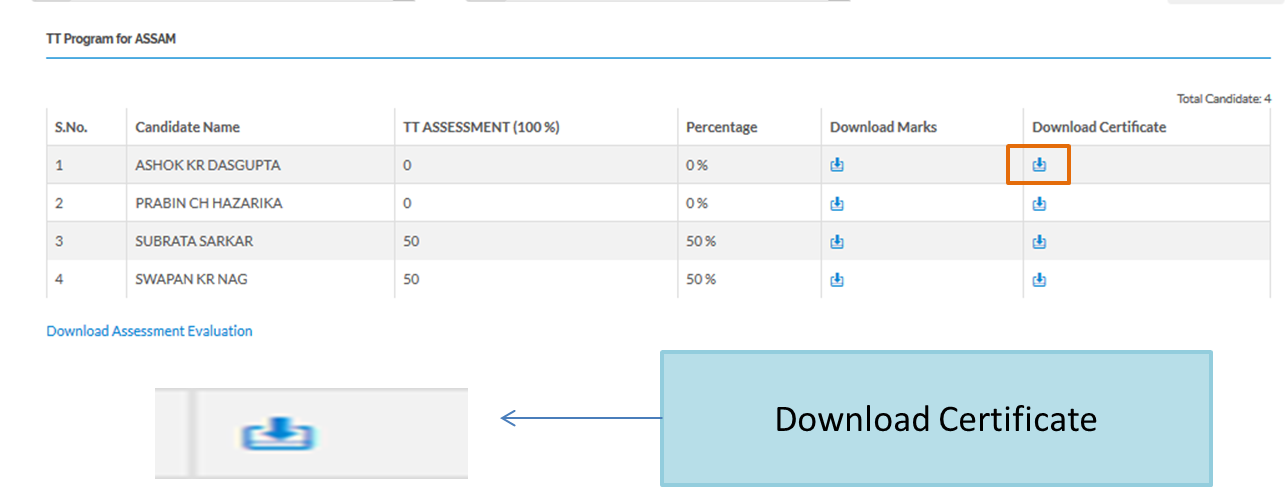 TT Program for ASSAM
Total Candidate: 4
S.No. Candidate Name TT ASSESSMENT (100 %) Percentage Download Marks Download Certificate
1 ASHOK KR DASGUPTA 0 0 %
2 PRABIN CH HAZARIKA 0 0 %
3 SUBRATA SARKAR 50 50 %
4 SWAPAN KR NAG 50 50 %
Download Assessment Evaluation
Download Certificate